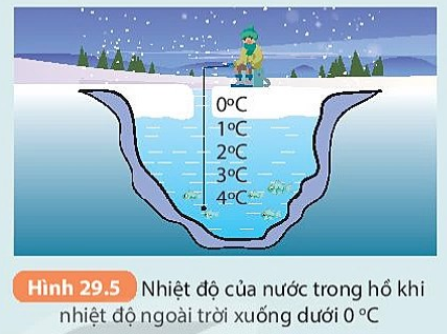 0°C
1°C
2°C
3°C
4°C
Hình 29.5 Nhiệt độ của nước trong hồ khi
nhiệt độ ngoài trời xuống dưới 0 °C